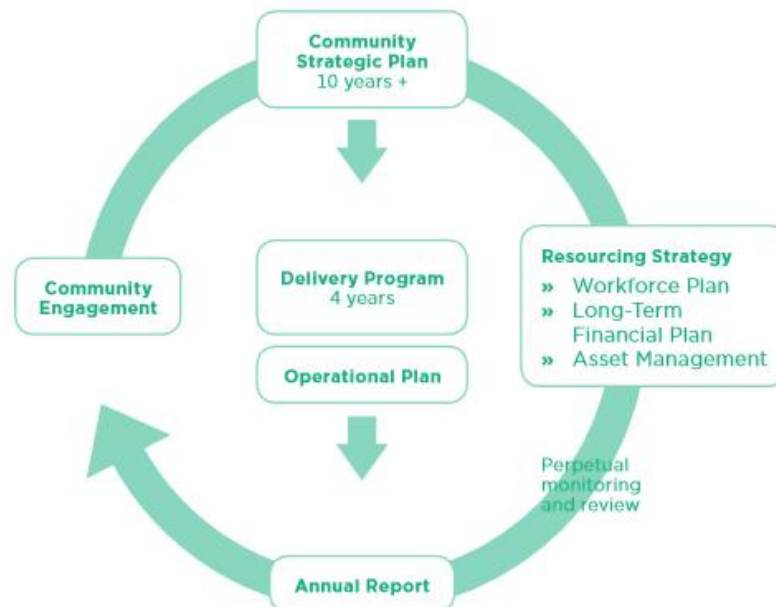 Community
Strategic Plan
10 years +
Community
Engagement
Delivery Program
4 years
Operational Plan
Resourcing Strategy
» Workforce Plan
» Long-Term
Financial Plan
» Asset Management
Perpetual
monitoring
and review
Annual Report